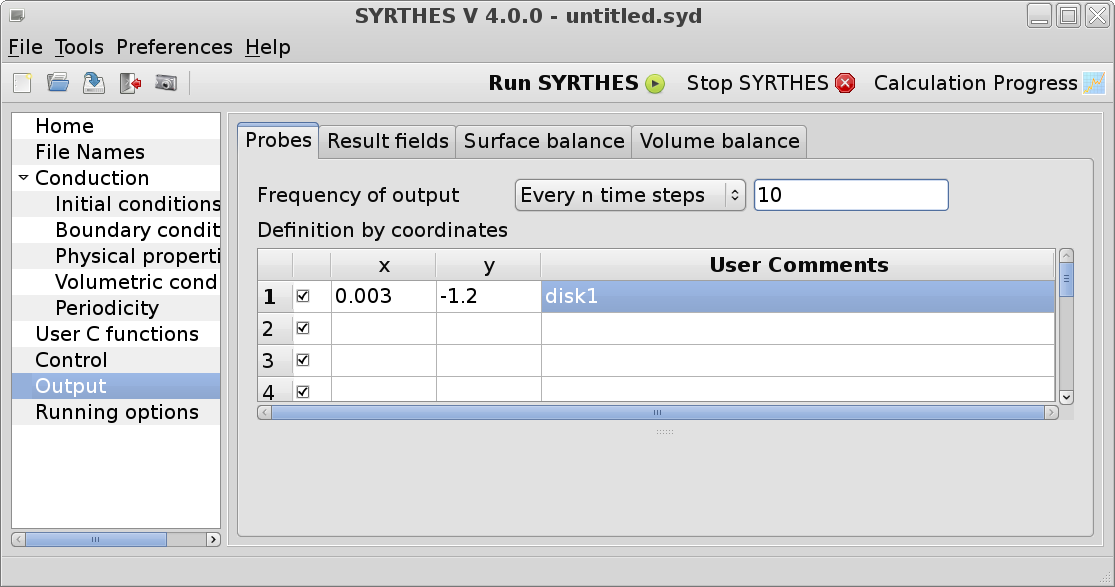 SYRTHES V 4.0.0 - untitled.syd
File Tools Preferences Help
Run SYRTHES Stop SYRTHES Calculation Progress
Home
File Names
Conduction
Initial conditions
Boundary condit
Physical properti
Volumetric cond
Periodicity
User C functions
Control
Output
Running options
Probes Result fields Surface balance Volume balance
Frequency of output Every n time steps 10
Definition by coordinates
x y User Comments
1 0.003 -1.2 disk1
2
3
4